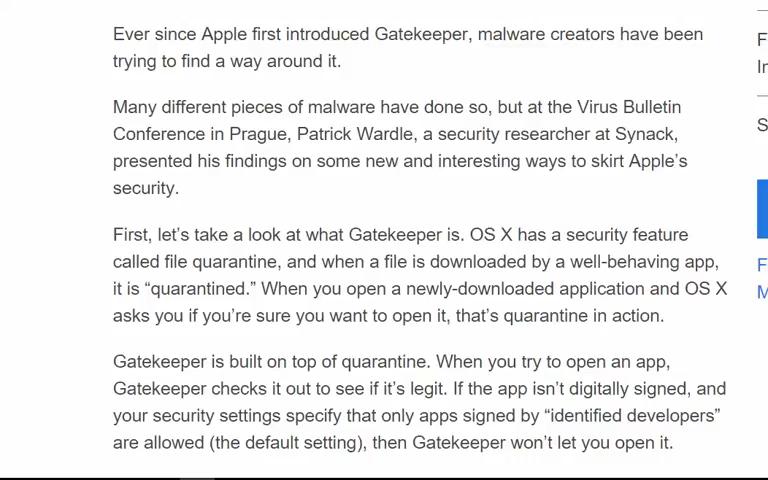 Ever since Apple first introduced Gatekeeper, malware creators have been
trying to find a way around it.
Many different pieces of malware have done so, but at the Virus Bulletin
Conference in Prague, Patrick Wardle, a security researcher at Synack,
presented his findings on some new and interesting ways to skirt Apple’s
security.
First, let’s take a look at what Gatekeeper is. OS X has a security feature
called file quarantine, and when a file is downloaded by a well-behaving app,
it is “quarantined.” When you open a newly-downloaded application and OS X
asks you if you’re sure you want to open it, that’s quarantine in action.
Gatekeeper is built on top of quarantine. When you try to open an app,
Gatekeeper checks it out to see if it’s legit. If the app isn’t digitally signed, and
your security settings specify that only apps signed by “identified developers”
are allowed (the default setting), then Gatekeeper won’t let you open it.